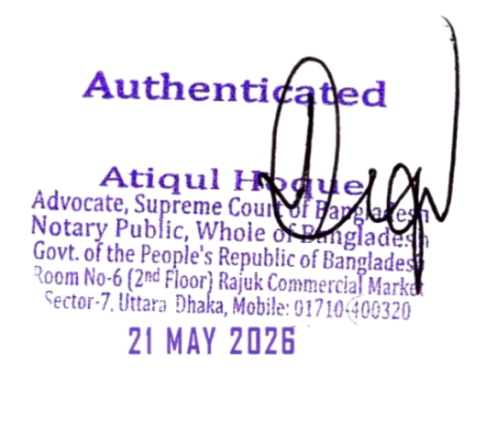 Authenticated
Atiqul Hoque
Advocate, Supreme Court of Bangladesh
Notary Public, Whole of Bangladesh
Govt. of the People's Republic of Bangladesh
Room No-6 (2nd Floor) Rajuk Commercial Market
Sector-7, Uttara Dhaka, Mobile: 01710-400320
21 MAY 2026